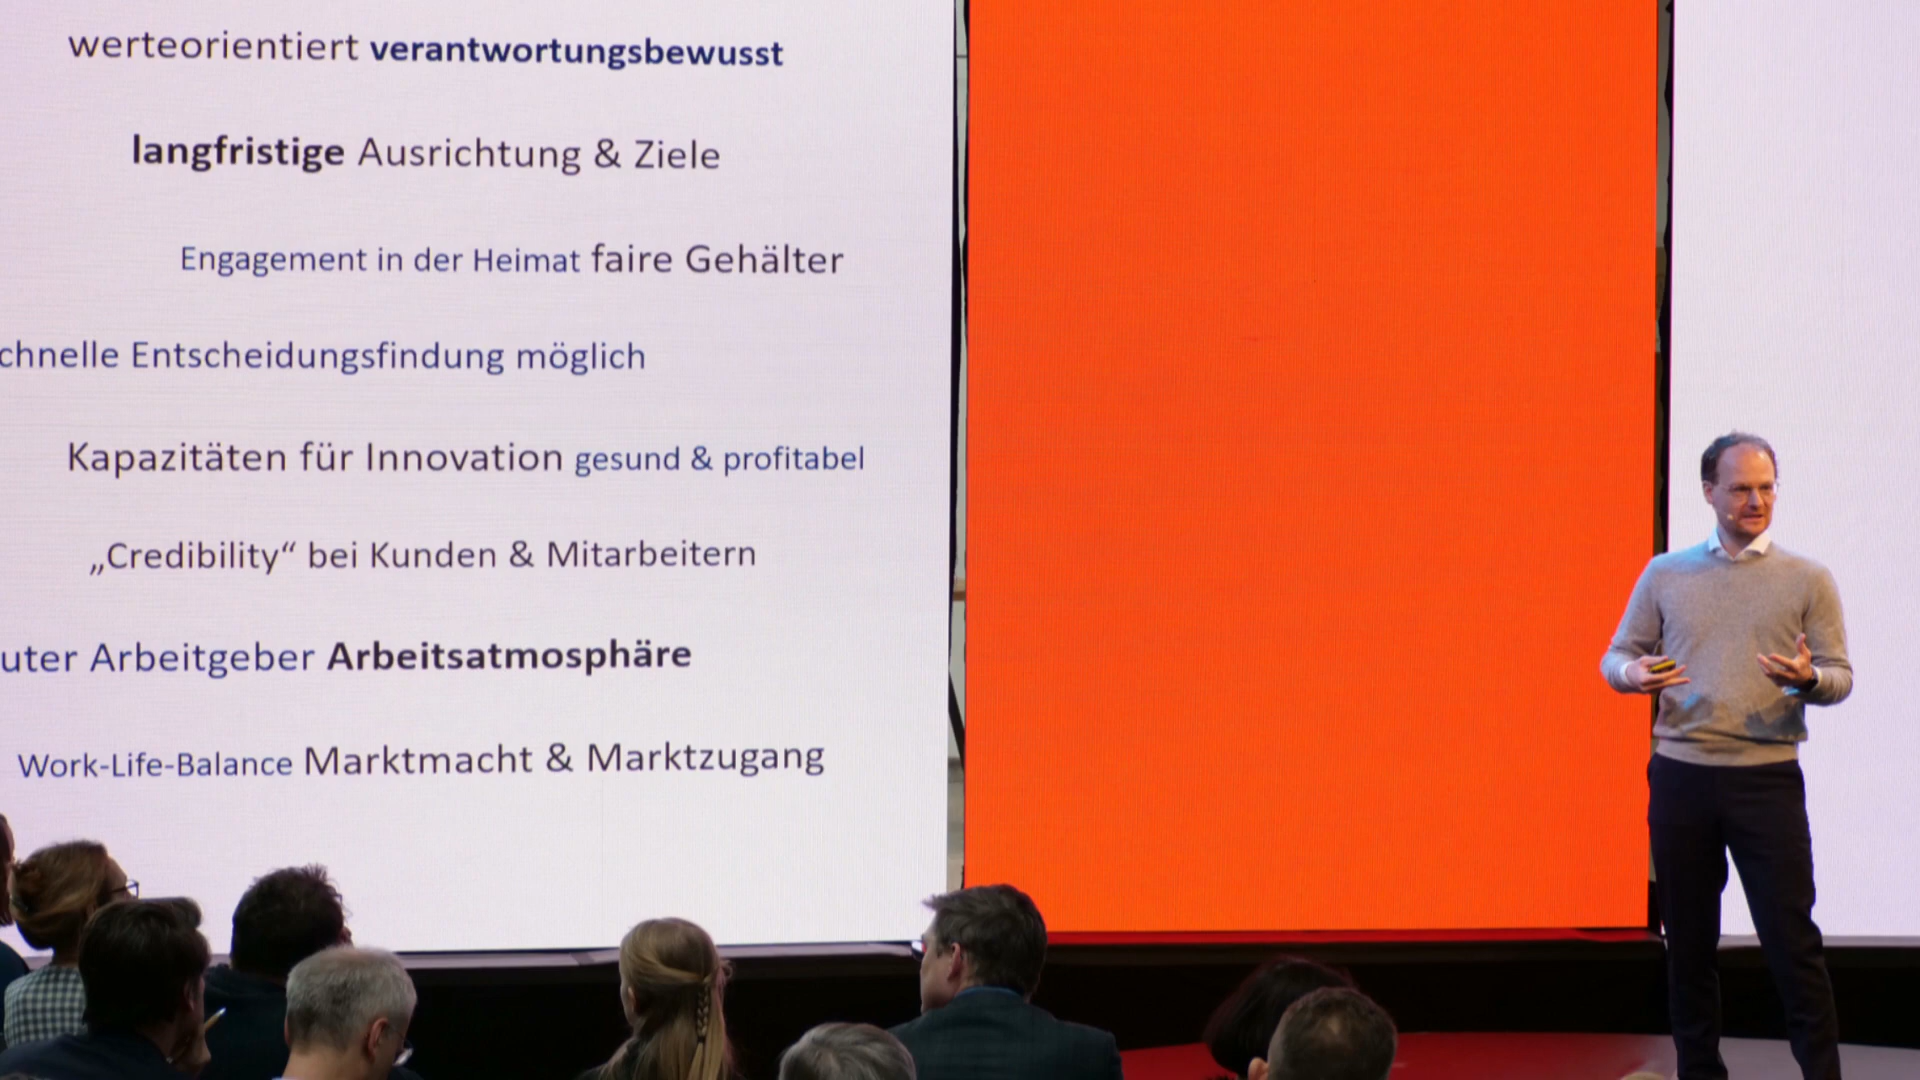 werteorientiert verantwortungsbewusst
langfristige Ausrichtung & Ziele
Engagement in der Heimat faire Gehälter
chnelle Entscheidungsfindung möglich
Kapazitäten für Innovation gesund & profitabel
„Credibility“ bei Kunden & Mitarbeitern
uter Arbeitgeber Arbeitsatmosphäre
Work-Life-Balance Marktmacht & Marktzugang